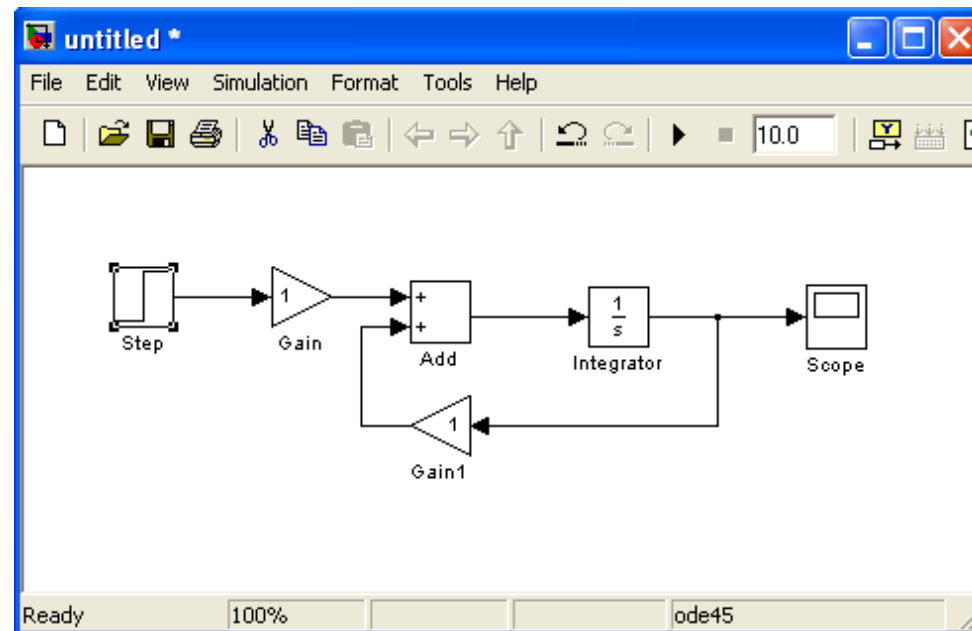 untitled *
File Edit View Simulation Format Tools Help
10.0
Step
1
Gain
+
+
Add
1
s
Integrator
Scope
1
Gain1
Ready 100% ode45